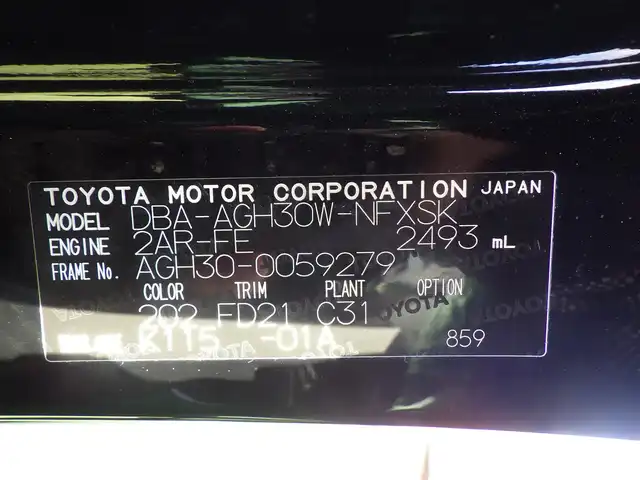 TOYOTA MOTOR CORPORATION JAPAN
MODEL DBA-AGH30W-NFXSK
ENGINE 2AR-FE 2493 mL
FRAME No. AGH30-0059279
COLOR TRIM PLANT OPTION
202 FD21 C31
-01A 859